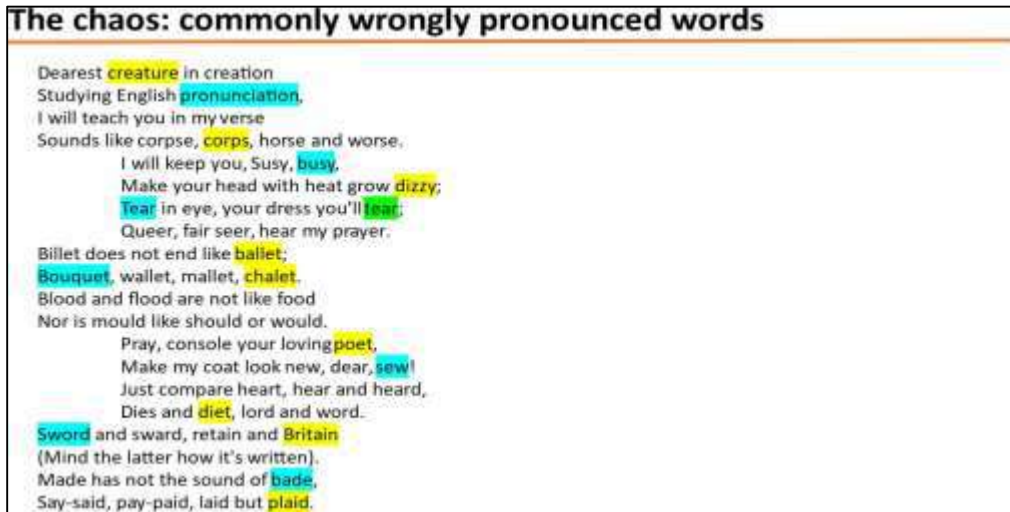 The chaos: commonly wrongly pronounced words
Dearest creature in creation
Studying English pronunciation,
I will teach you in my verse
Sounds like corpse, corps, horse and worse.
I will keep you, Susy, busy,
Make your head with heat grow dizzy;
Tear in eye, your dress you'll tear;
Queer, fair seer, hear my prayer.
Billet does not end like ballet;
Bouquet, wallet, mallet, chalet.
Blood and flood are not like food
Nor is mould like should or would.
Pray, console your loving poet,
Make my coat look new, dear, sew!
Just compare heart, hear and heard,
Dies and diet, lord and word.
Sword and sward, retain and Britain
(Mind the latter how it's written).
Made has not the sound of bade,
Say-said, pay-paid, laid but plaid.